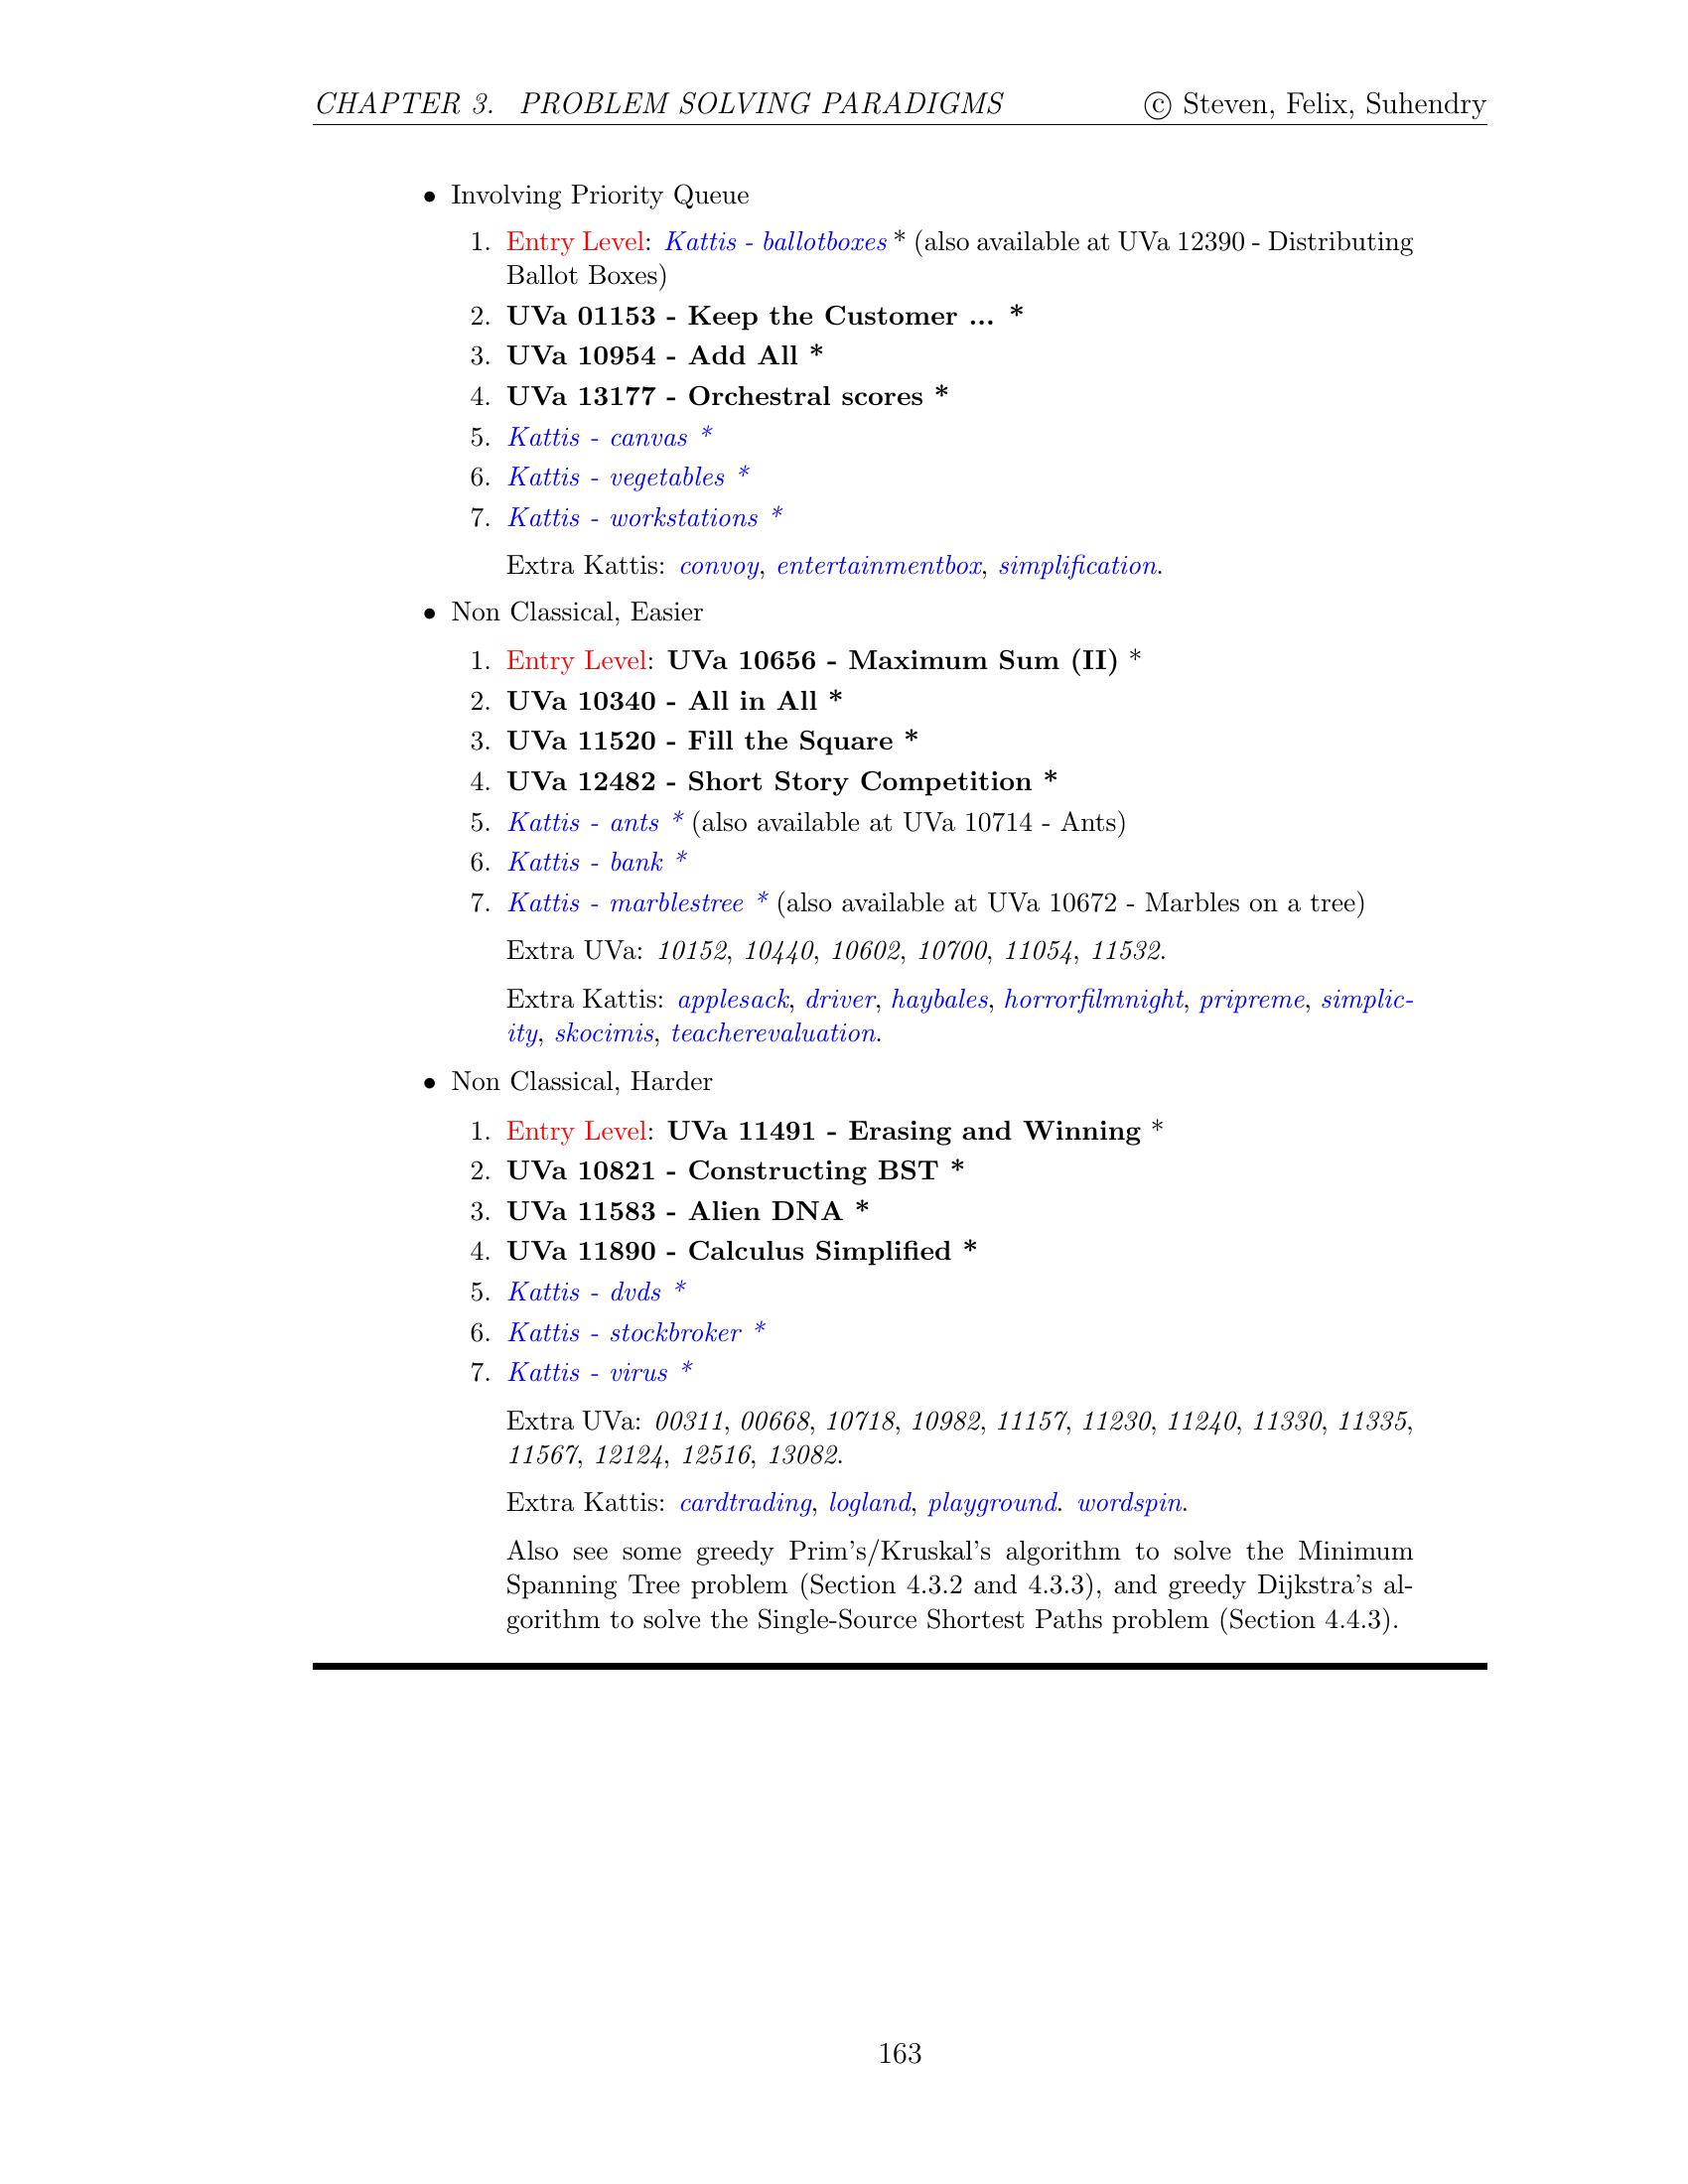 CHAPTER 3. PROBLEM SOLVING PARADIGMS © Steven, Felix, Suhendry
• Involving Priority Queue
1. Entry Level: Kattis - ballotboxes * (also available at UVa 12390 - Distributing
Ballot Boxes)
2. UVa 01153 - Keep the Customer ... *
3. UVa 10954 - Add All *
4. UVa 13177 - Orchestral scores *
5. Kattis - canvas *
6. Kattis - vegetables *
7. Kattis - workstations *
Extra Kattis: convoy, entertainmentbox, simplification.
• Non Classical, Easier
1. Entry Level: UVa 10656 - Maximum Sum (II) *
2. UVa 10340 - All in All *
3. UVa 11520 - Fill the Square *
4. UVa 12482 - Short Story Competition *
5. Kattis - ants * (also available at UVa 10714 - Ants)
6. Kattis - bank *
7. Kattis - marblestree * (also available at UVa 10672 - Marbles on a tree)
Extra UVa: 10152, 10440, 10602, 10700, 11054, 11532.
Extra Kattis: applesack, driver, haybales, horrorfilmnight, pripreme, simplic-
ity, skocimis, teacherevaluation.
• Non Classical, Harder
1. Entry Level: UVa 11491 - Erasing and Winning *
2. UVa 10821 - Constructing BST *
3. UVa 11583 - Alien DNA *
4. UVa 11890 - Calculus Simplified *
5. Kattis - dvds *
6. Kattis - stockbroker *
7. Kattis - virus *
Extra UVa: 00311, 00668, 10718, 10982, 11157, 11230, 11240, 11330, 11335,
11567, 12124, 12516, 13082.
Extra Kattis: cardtrading, logland, playground. wordspin.
Also see some greedy Prim's/Kruskal's algorithm to solve the Minimum
Spanning Tree problem (Section 4.3.2 and 4.3.3), and greedy Dijkstra's al-
gorithm to solve the Single-Source Shortest Paths problem (Section 4.4.3).
163